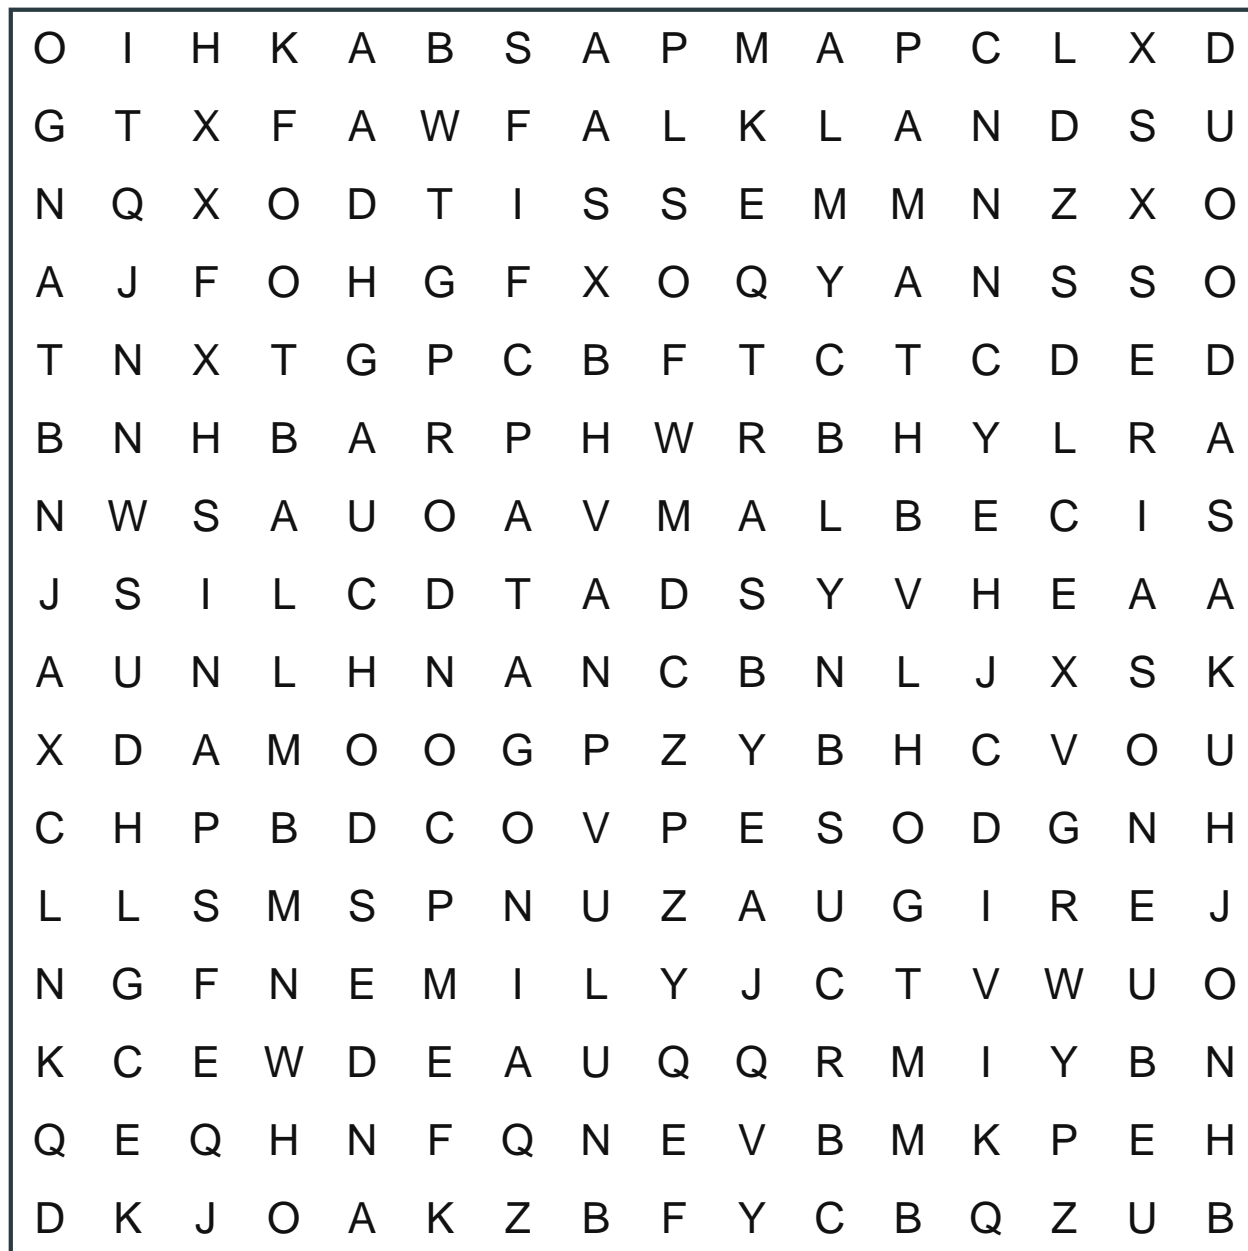 O I H K A B S A P M A P C L X D
G T X F A W F A L K L A N D S U
N Q X O D T I S S E M M N Z X O
A J F O H G F X O Q Y A N S S O
T N X T G P C B F T C T C D E D
B N H B A R P H W R B H Y L R A
N W S A U O A V M A L B E C I S
J S I L C D T A D S Y V H E A A
A U N L H N A N C B N L J X S K
X D A M O O G P Z Y B H C V O U
C H P B D C O V P E S O D G N H
L L S M S P N U Z A U G I R E J
N G F N E M I L Y J C T V W U O
K C E W D E A U Q Q R M I Y B N
Q E Q H N F Q N E V B M K P E H
D K J O A K Z B F Y C B Q Z U B